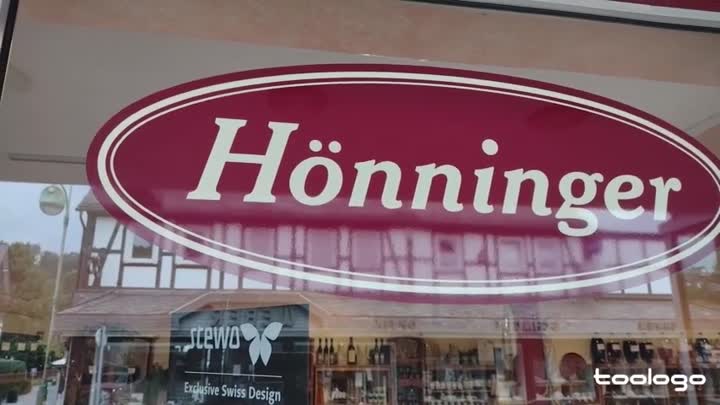 Hönninger
stewo
Exclusive Swiss Design
toologo